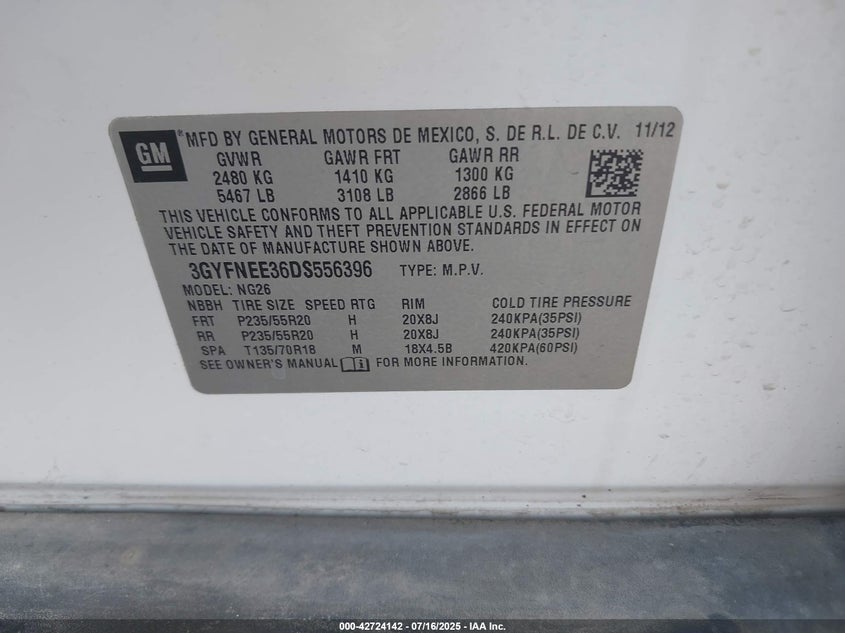 GM
®MFD BY GENERAL MOTORS DE MEXICO, S. DE R.L. DE C.V. 11/12
GVWR GAWR FRT GAWR RR
2480 KG 1410 KG 1300 KG
5467 LB 3108 LB 2866 LB
THIS VEHICLE CONFORMS TO ALL APPLICABLE U.S. FEDERAL MOTOR
VEHICLE SAFETY AND THEFT PREVENTION STANDARDS IN EFFECT ON
THE DATE OF MANUFACTURE SHOWN ABOVE.
3GYFNEE36DS556396 TYPE: M.P.V.
MODEL: NG26
NBBH TIRE SIZE SPEED RTG RIM COLD TIRE PRESSURE
FRT P235/55R20 H 20X8J 240KPA(35PSI)
RR P235/55R20 H 20X8J 240KPA(35PSI)
SPA T135/70R18 M 18X4.5B 420KPA(60PSI)
SEE OWNER'S MANUAL FOR MORE INFORMATION.
000-42724142 - 07/16/2025 - IAA Inc.